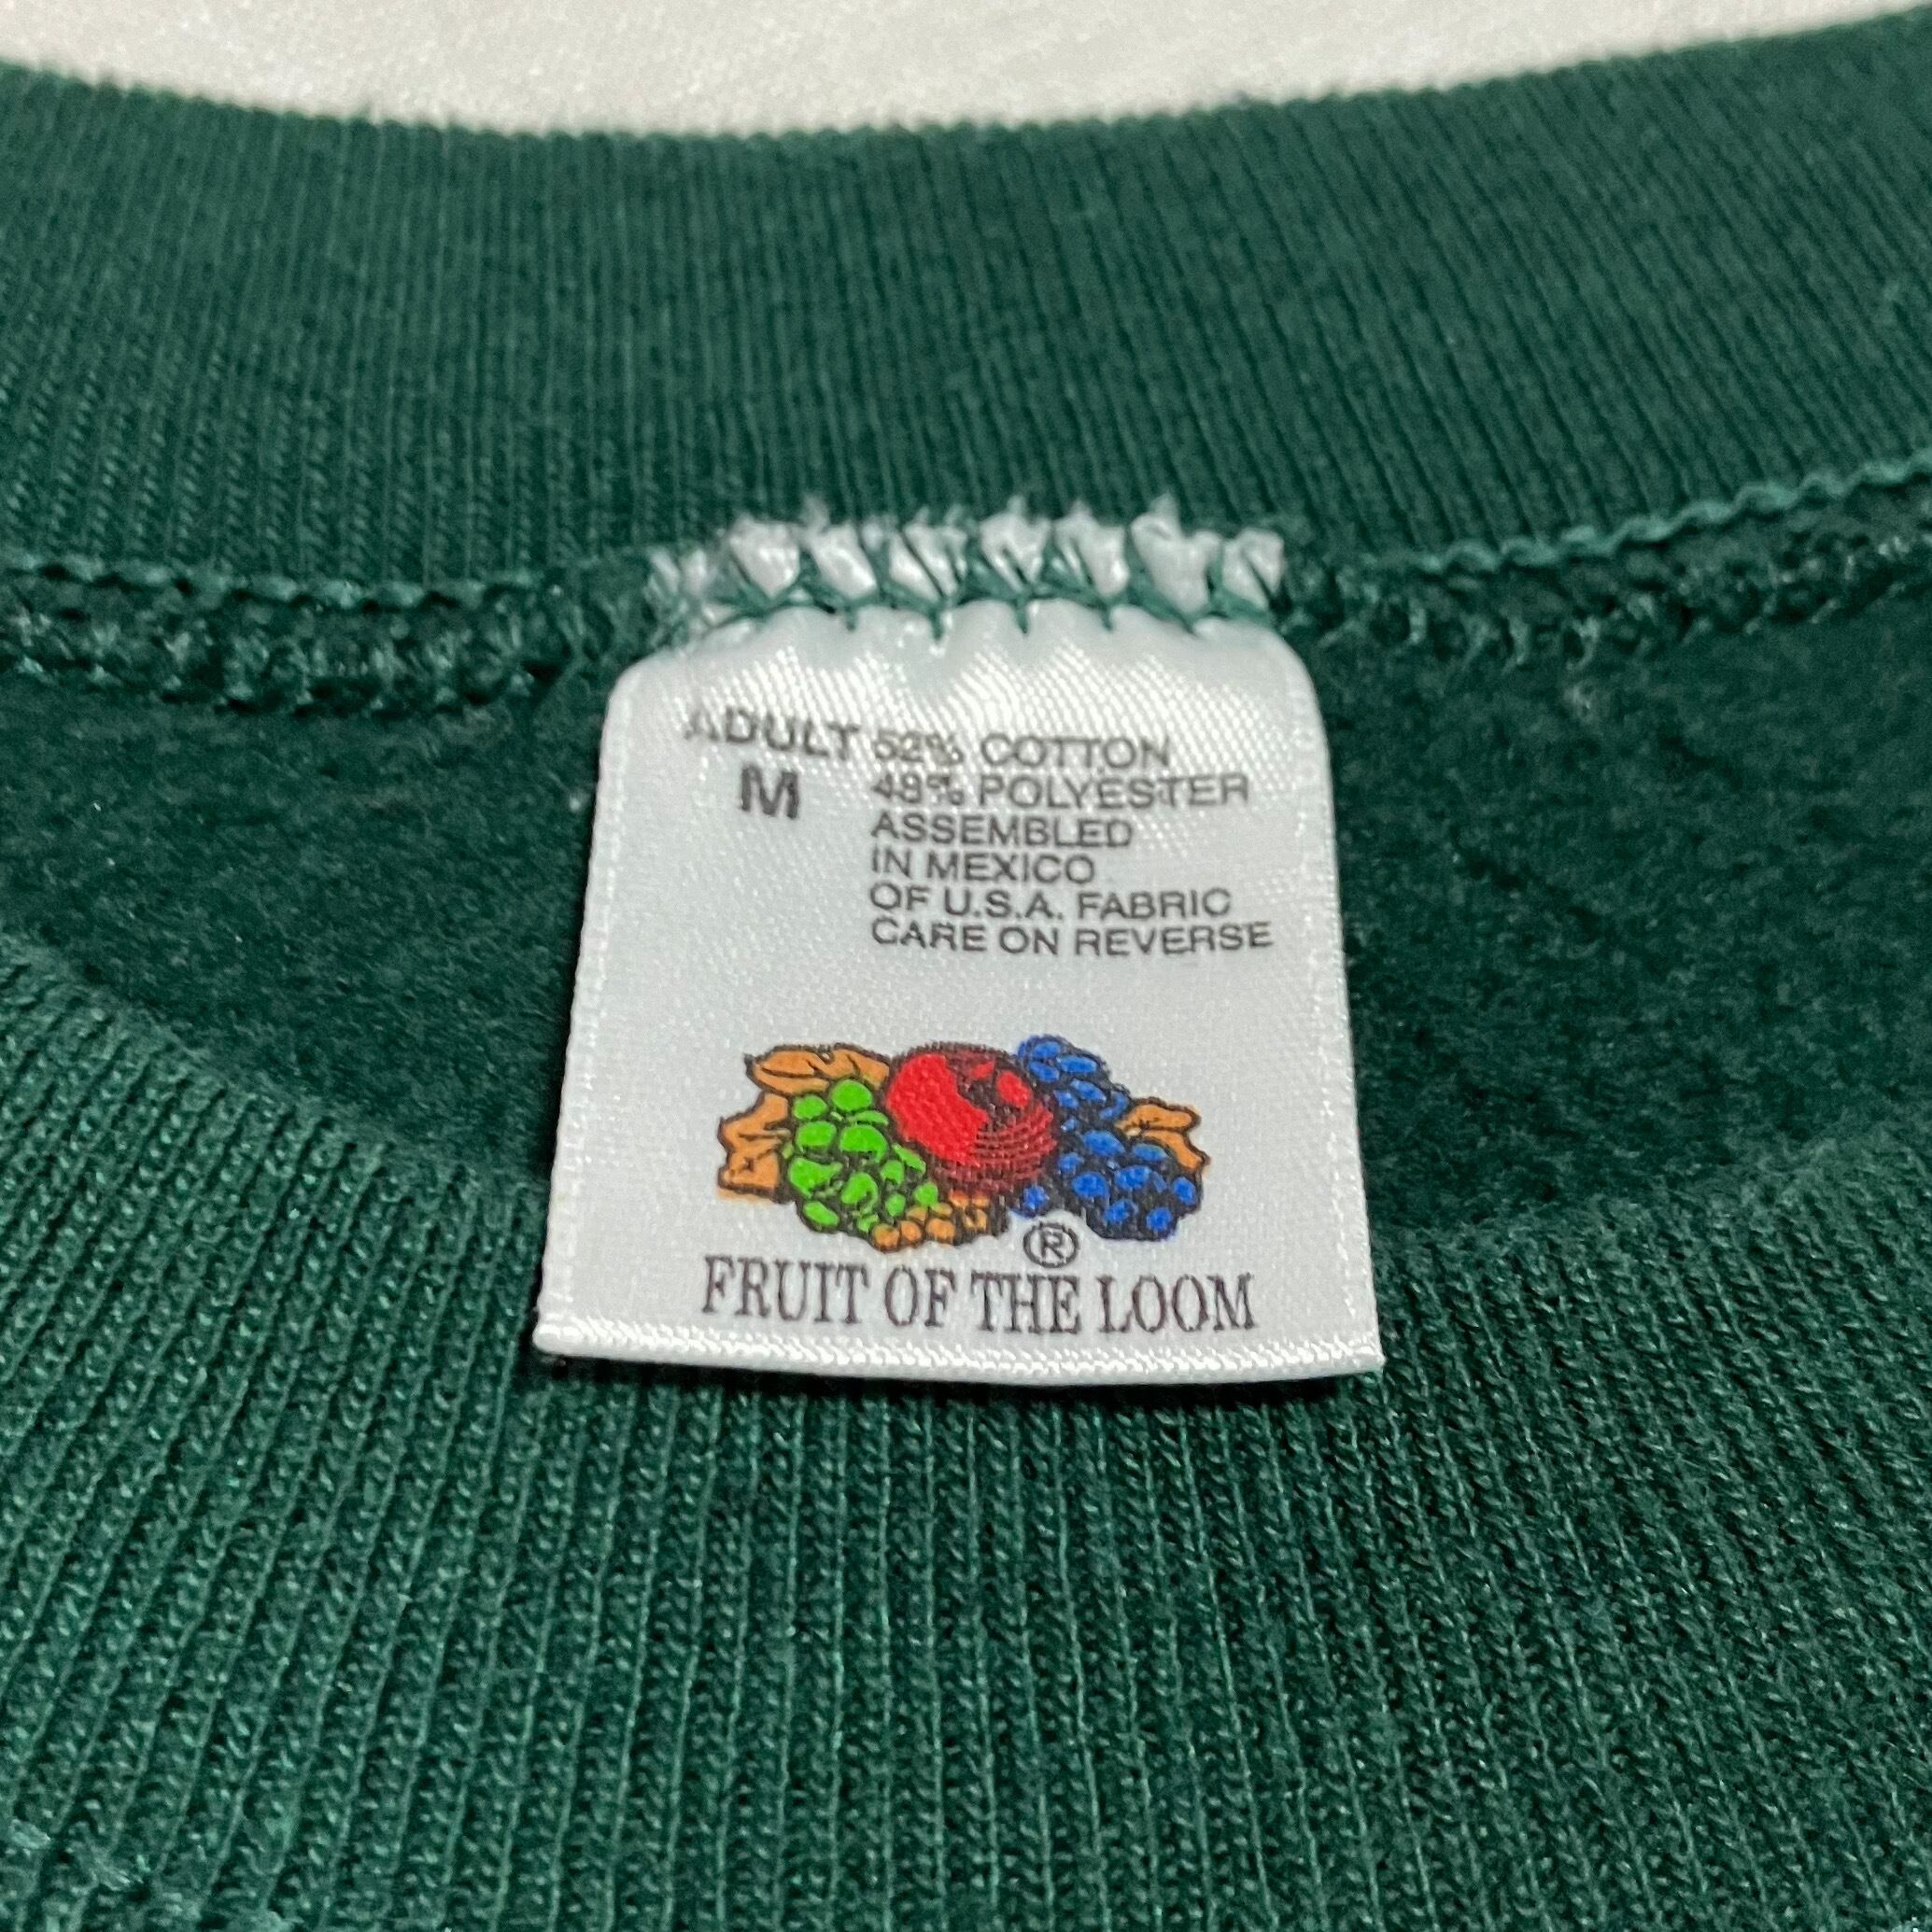 ADULT
M
52% COTTON
48% POLYESTER
ASSEMBLED
IN MEXICO
OF U.S.A. FABRIC
CARE ON REVERSE
®
FRUIT OF THE LOOM